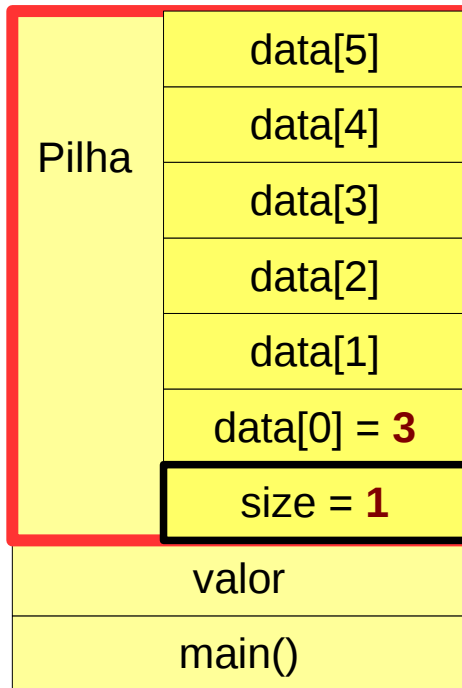 Pilha
data[5]
data[4]
data[3]
data[2]
data[1]
data[0] = 3
size = 1
valor
main()